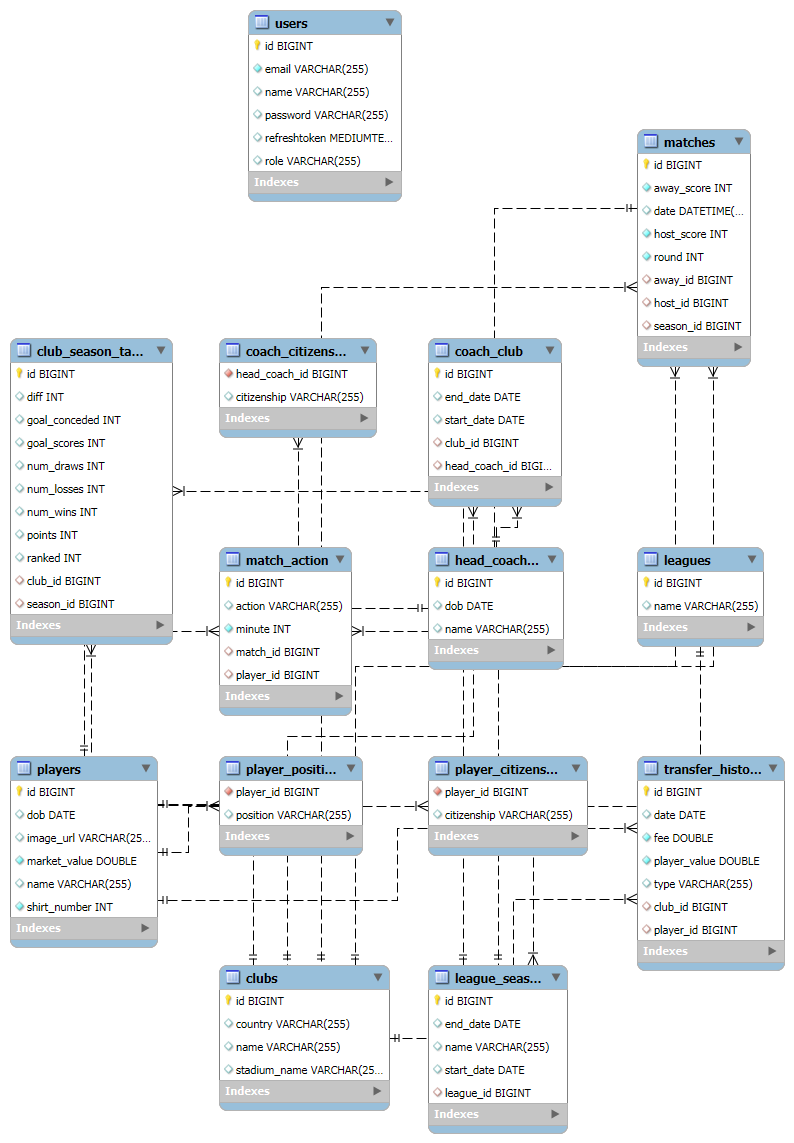 users
id BIGINT
email VARCHAR(255)
name VARCHAR(255)
password VARCHAR(255)
refreshtoken MEDIUMTE...
role VARCHAR(255)
Indexes
matches
id BIGINT
away_score INT
date DATETIME(...
host_score INT
round INT
away_id BIGINT
host_id BIGINT
season_id BIGINT
Indexes
club_season_ta...
id BIGINT
diff INT
goal_conceded INT
goal_scores INT
num_draws INT
num_losses INT
num_wins INT
points INT
ranked INT
club_id BIGINT
season_id BIGINT
Indexes
coach_citizens...
head_coach_id BIGINT
citizenship VARCHAR(255)
Indexes
coach_club
id BIGINT
end_date DATE
start_date DATE
club_id BIGINT
head_coach_id BIGI...
Indexes
match_action
id BIGINT
action VARCHAR(255)
minute INT
match_id BIGINT
player_id BIGINT
Indexes
head_coach...
id BIGINT
dob DATE
name VARCHAR(255)
Indexes
leagues
id BIGINT
name VARCHAR(255)
Indexes
players
id BIGINT
dob DATE
image_url VARCHAR(25...
market_value DOUBLE
name VARCHAR(255)
shirt_number INT
Indexes
player_positi...
player_id BIGINT
position VARCHAR(255)
Indexes
player_citizens...
player_id BIGINT
citizenship VARCHAR(255)
Indexes
transfer_histo...
id BIGINT
date DATE
fee DOUBLE
player_value DOUBLE
type VARCHAR(255)
club_id BIGINT
player_id BIGINT
Indexes
clubs
id BIGINT
country VARCHAR(255)
name VARCHAR(255)
stadium_name VARCHAR(25...
Indexes
league_seas...
id BIGINT
end_date DATE
name VARCHAR(255)
start_date DATE
league_id BIGINT
Indexes